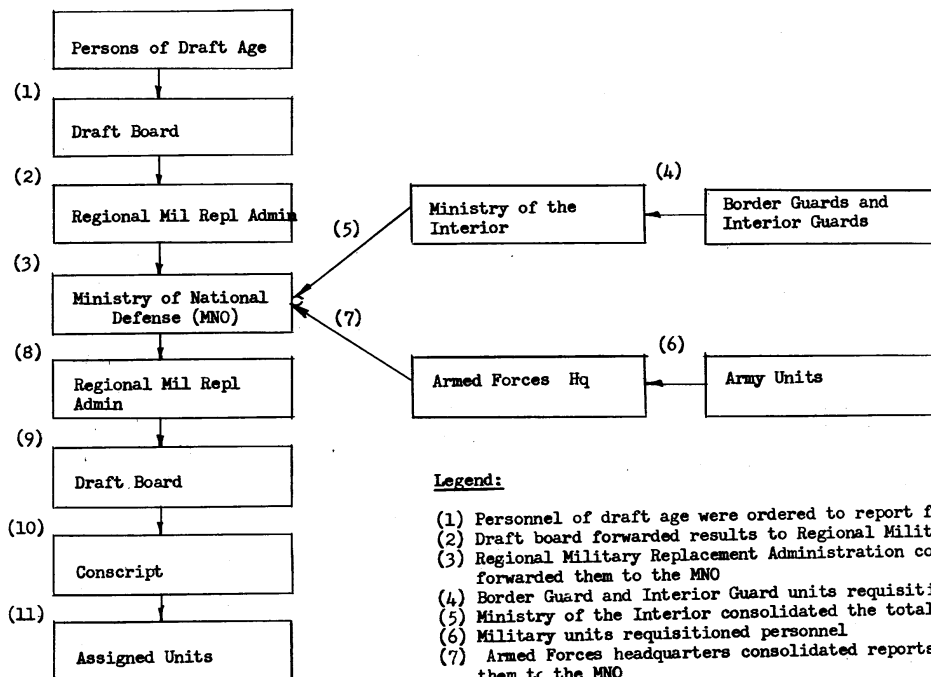 Persons of Draft Age
(1)
Draft Board
(2)
Regional Mil Repl Admin
(3)
Ministry of National
Defense (MNO)
(8)
Regional Mil Repl
Admin
(9)
Draft Board
(10)
Conscript
(11)
Assigned Units
(4)
Ministry of the
Interior
Border Guards and
Interior Guards
(5)
(7)
(6)
Armed Forces Hq
Army Units
Legend:
(1) Personnel of draft age were ordered to report
(2) Draft board forwarded results to Regional
(3) Regional Military Replacement Administration
forwarded them to the MNO
(4) Border Guard and Interior Guard units
(5) Ministry of the Interior consolidated the
(6) Military units requisitioned personnel
(7) Armed Forces headquarters consolidated reports
them to the MNO